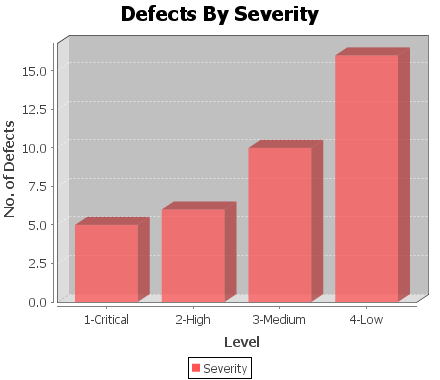 Defects By Severity
No. of Defects
15.0
12.5
10.0
7.5
5.0
2.5
0.0
1-Critical
2-High
3-Medium
4-Low
Level
Severity